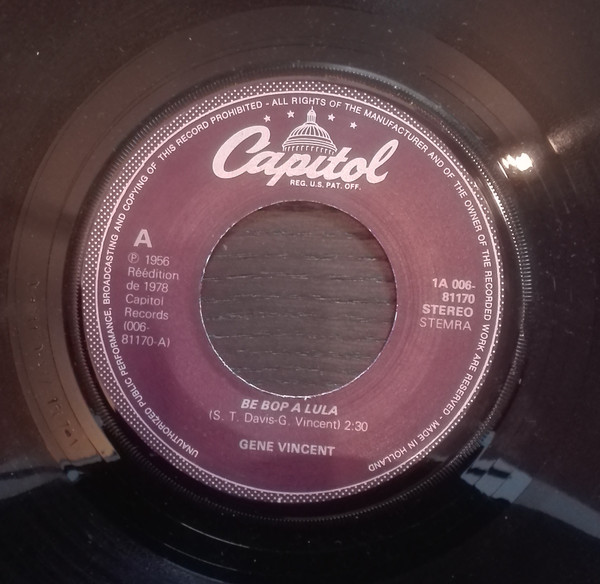 UNAUTHORIZED PUBLIC PERFORMANCE, BROADCASTING AND COPYING OF THIS RECORD PROHIBITED - ALL RIGHTS OF THE MANUFACTURER AND OF THE OWNER OF THE RECORDED WORK ARE RESERVED - MADE IN HOLLAND
Capitol
REG. U.S. PAT. OFF.
A
℗ 1956
Réédition
de 1978
Capitol
Records
(006-
81170-A)
1A 006-
81170
STEREO
STEMRA
BE BOP A LULA
(S. T. Davis-G. Vincent) 2:30
GENE VINCENT